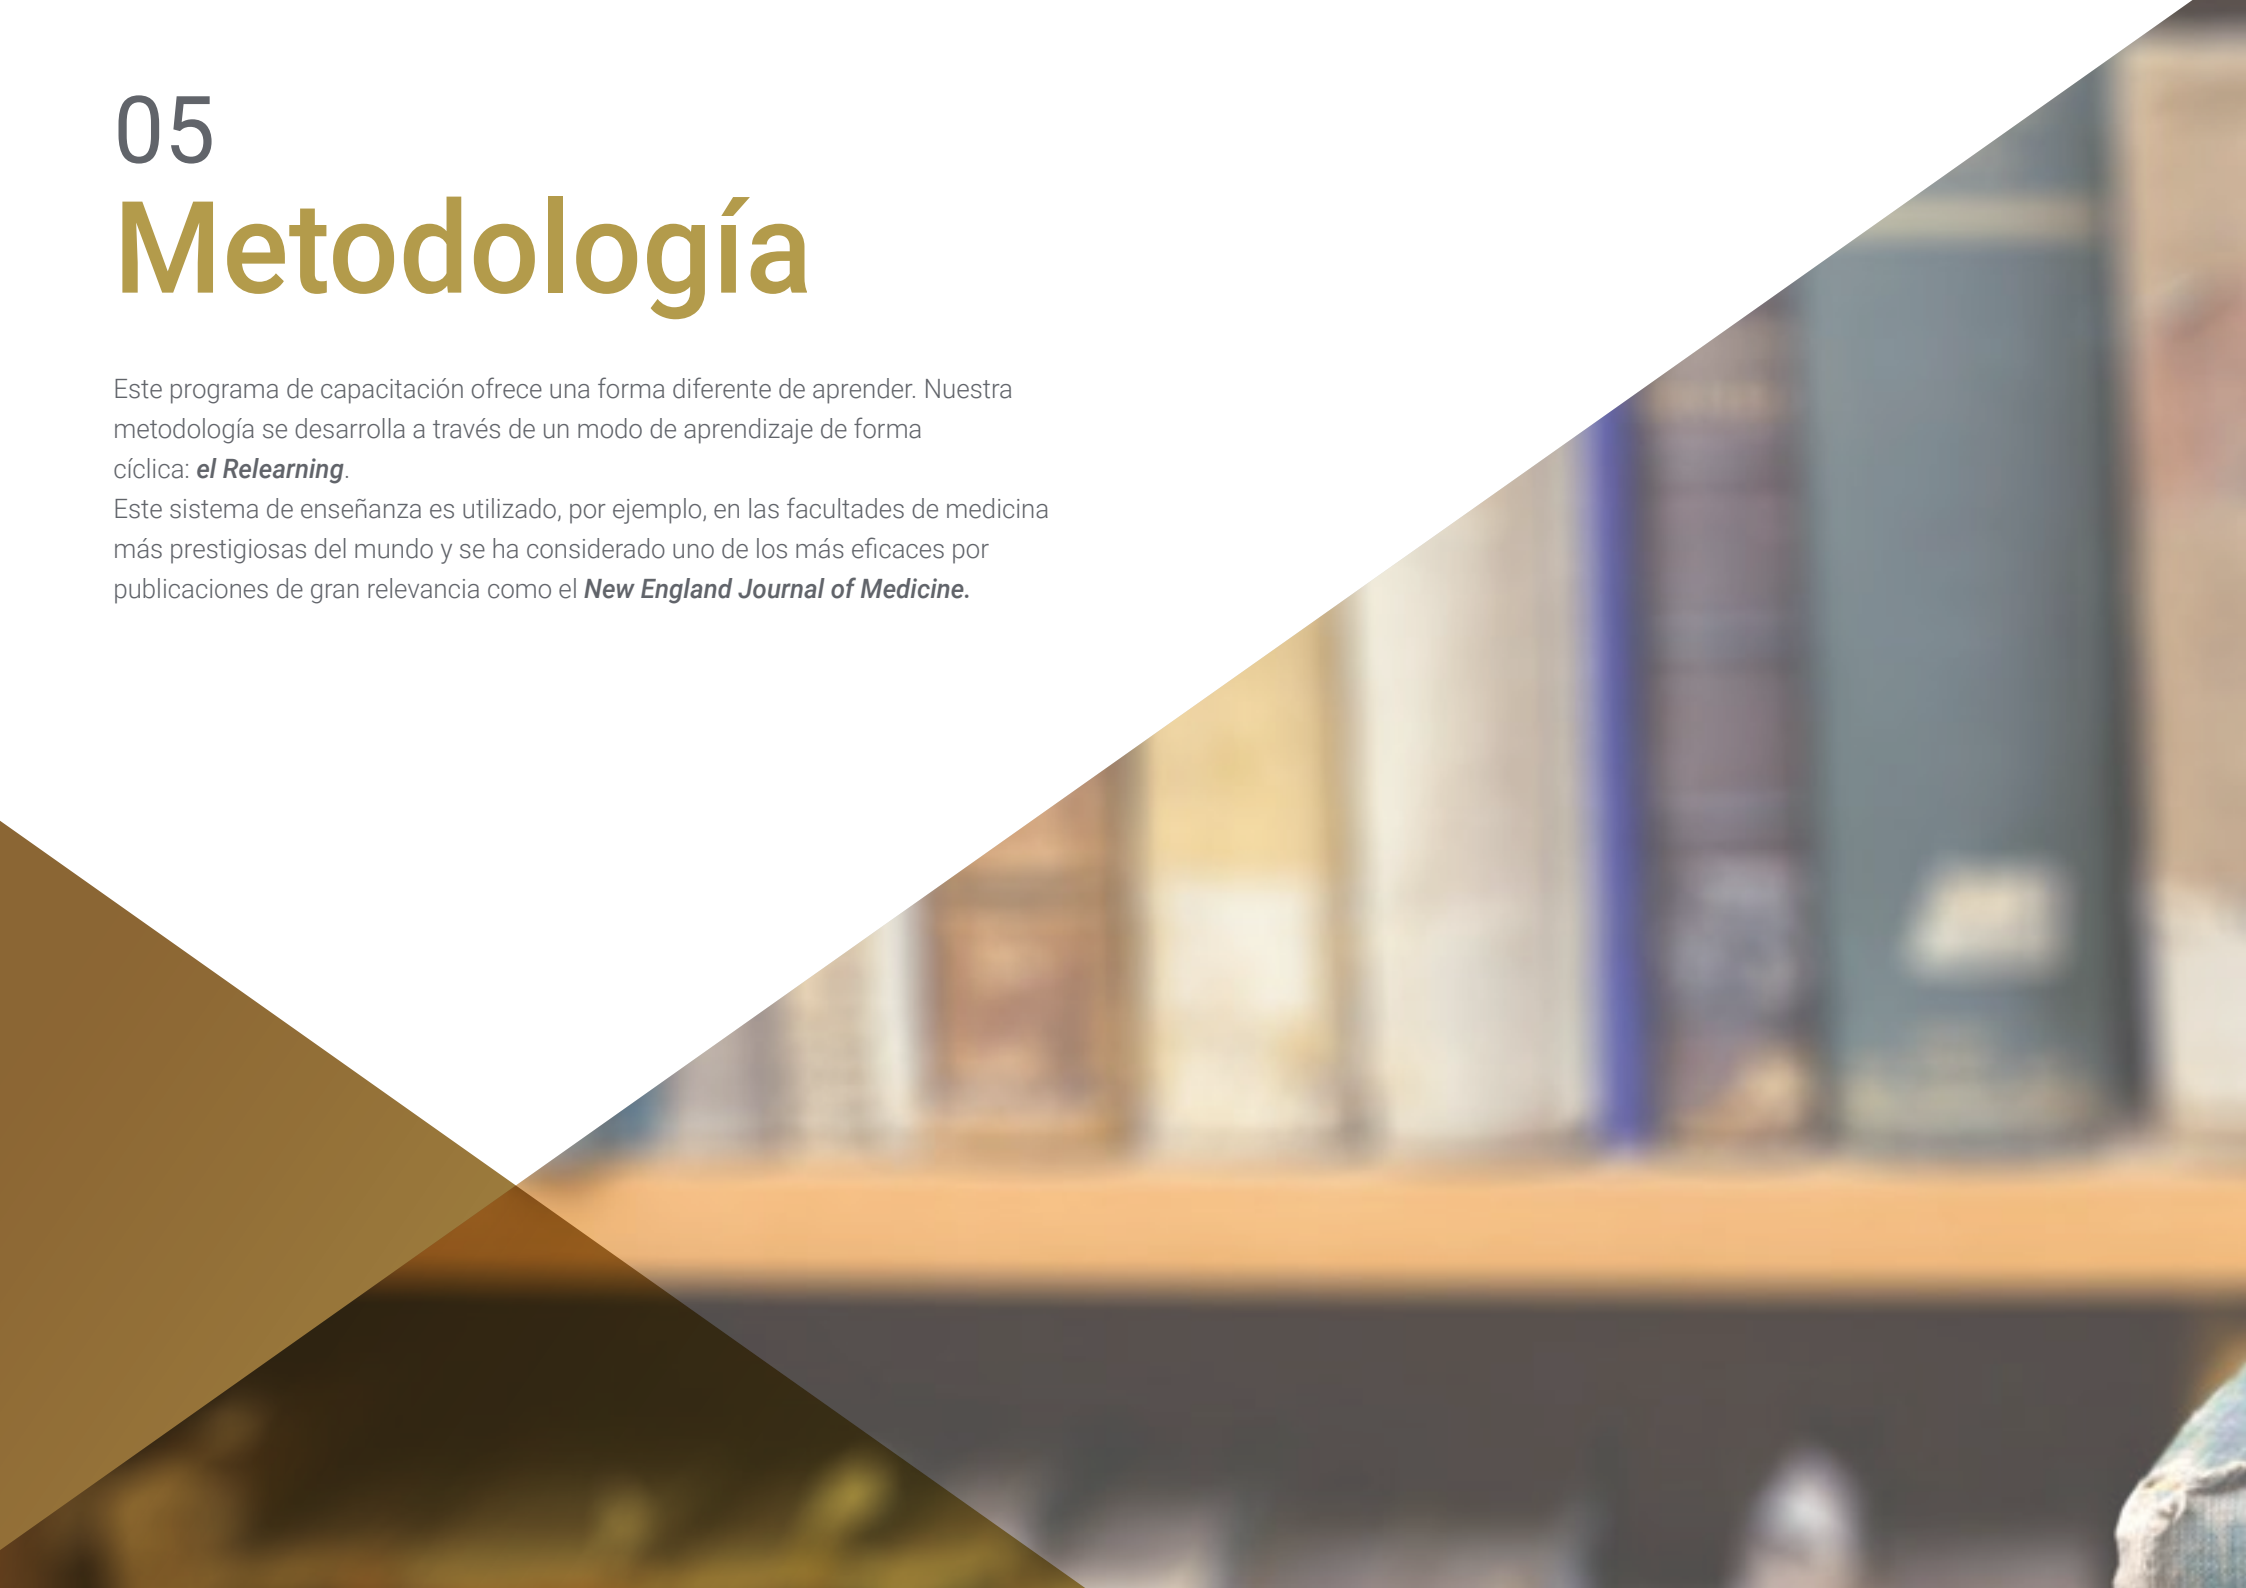 05
Metodología
Este programa de capacitación ofrece una forma diferente de aprender. Nuestra
metodología se desarrolla a través de un modo de aprendizaje de forma
cíclica: el Relearning.
Este sistema de enseñanza es utilizado, por ejemplo, en las facultades de medicina
más prestigiosas del mundo y se ha considerado uno de los más eficaces por
publicaciones de gran relevancia como el New England Journal of Medicine.